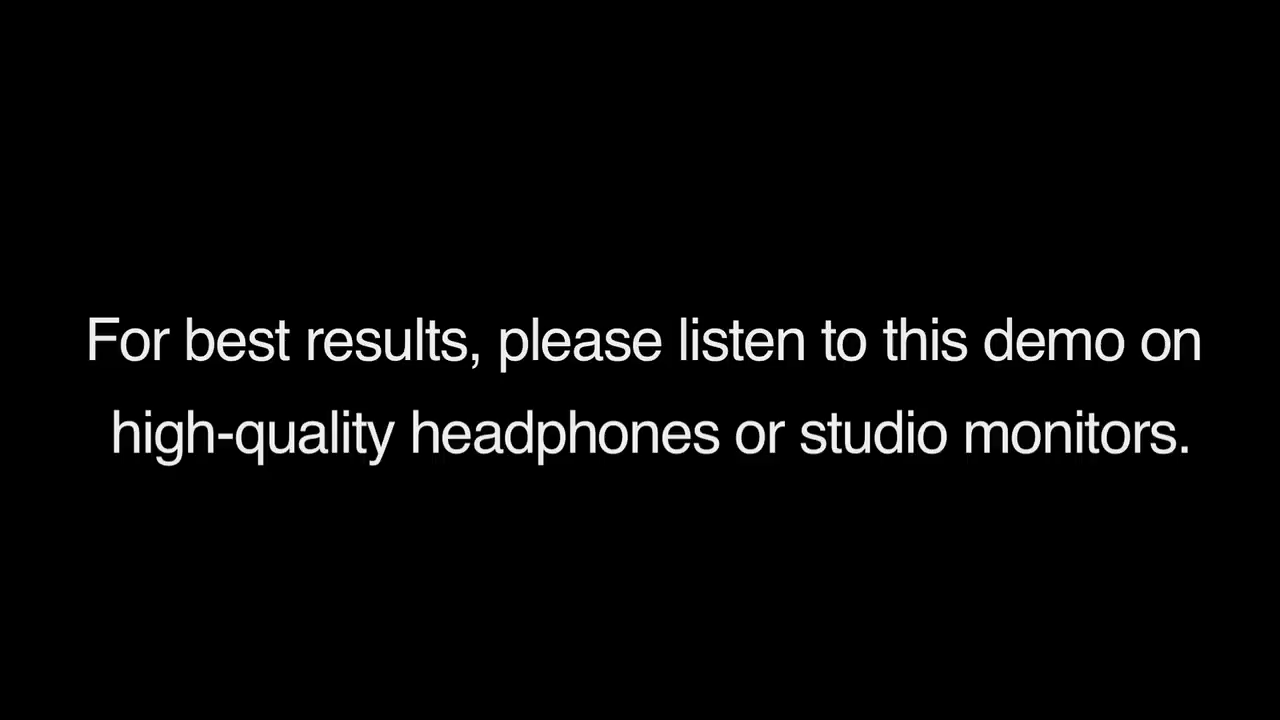 For best results, please listen to this demo on
high-quality headphones or studio monitors.